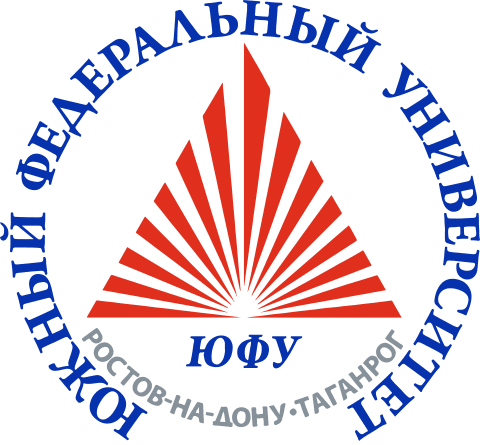 ЮЖНЫЙ ФЕДЕРАЛЬНЫЙ УНИВЕРСИТЕТ
ЮФУ
РОСТОВ-НА-ДОНУ•ТАГАНРОГ